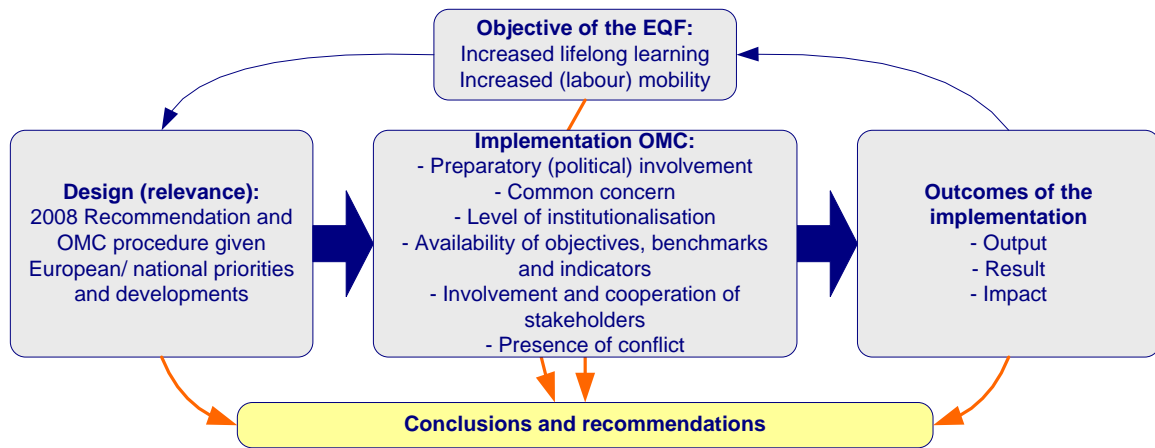 Objective of the EQF:
Increased lifelong learning
Increased (labour) mobility
Design (relevance):
2008 Recommendation and
OMC procedure given
European/ national priorities
and developments
Implementation OMC:
- Preparatory (political) involvement
- Common concern
- Level of institutionalisation
- Availability of objectives, benchmarks
and indicators
- Involvement and cooperation of
stakeholders
- Presence of conflict
Outcomes of the
implementation
- Output
- Result
- Impact
Conclusions and recommendations